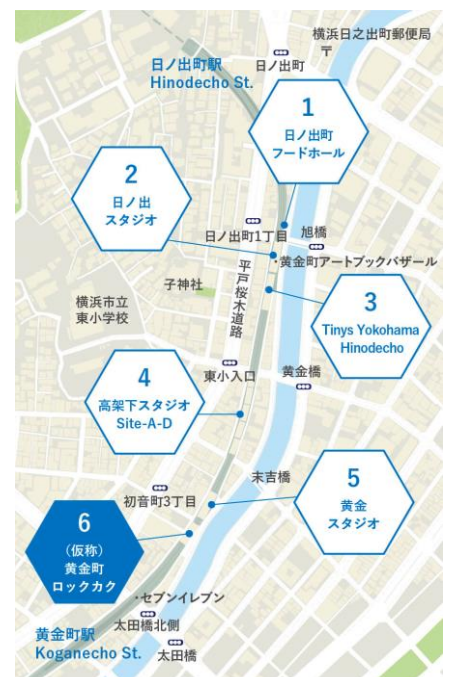 横浜日之出町郵便局
〒
日ノ出町駅
Hinodecho St.
日ノ出町
1
日ノ出町
フードホール
2
日ノ出
スタジオ
日ノ出町1丁目
旭橋
・黄金町アートブックバザール
子神社
平戸桜木道路
横浜市立
東小学校
3
Tinys Yokohama
Hinodecho
東小入口
黄金橋
4
高架下スタジオ
Site-A-D
末吉橋
5
黄金
スタジオ
初音町3丁目
6
（仮称）
黄金町
ロックカク
・セブンイレブン
太田橋北側
黄金町駅
Koganecho St.
太田橋